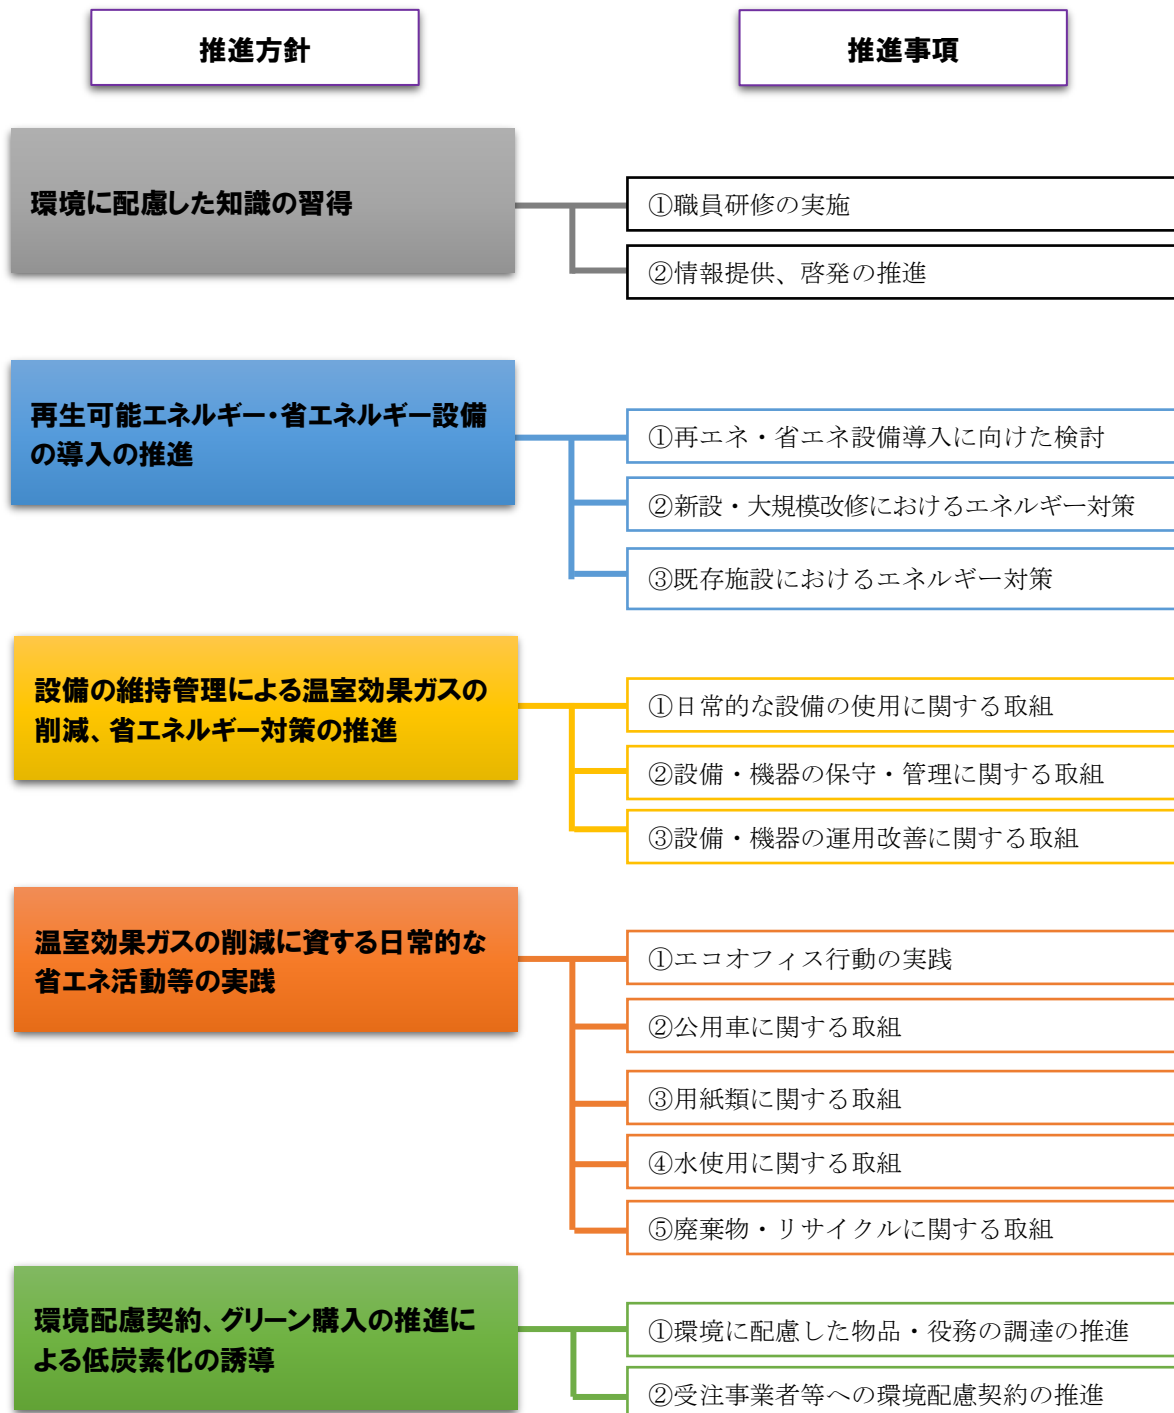 推進方針
推進事項
環境に配慮した知識の習得
①職員研修の実施
②情報提供、啓発の推進
再生可能エネルギー・省エネルギー設備
の導入の推進
①再エネ・省エネ設備導入に向けた検討
②新設・大規模改修におけるエネルギー対策
③既存施設におけるエネルギー対策
設備の維持管理による温室効果ガスの
削減、省エネルギー対策の推進
①日常的な設備の使用に関する取組
②設備・機器の保守・管理に関する取組
③設備・機器の運用改善に関する取組
温室効果ガスの削減に資する日常的な
省エネ活動等の実践
①エコオフィス行動の実践
②公用車に関する取組
③用紙類に関する取組
④水使用に関する取組
⑤廃棄物・リサイクルに関する取組
環境配慮契約、グリーン購入の推進に
よる低炭素化の誘導
①環境に配慮した物品・役務の調達の推進
②受注事業者等への環境配慮契約の推進